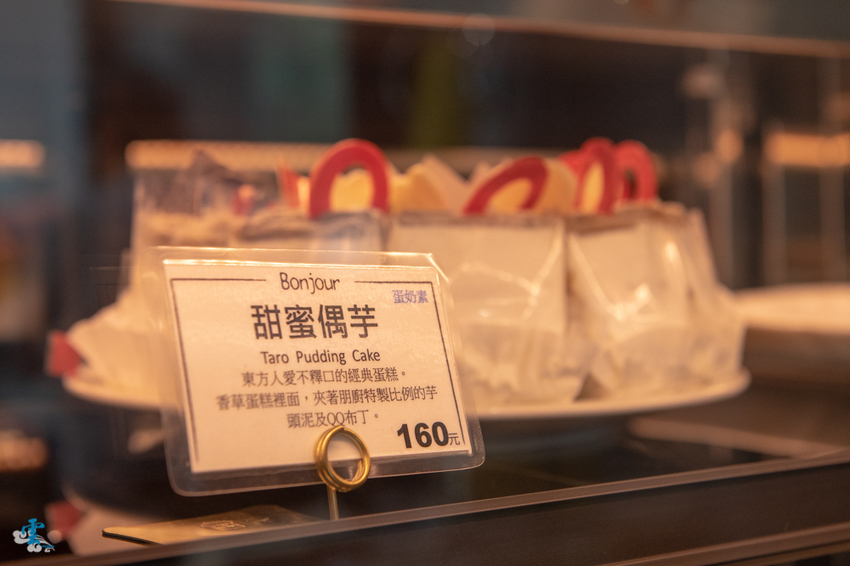 Bonjour
蛋奶素
甜蜜偶芋
Taro Pudding Cake
東方人愛不釋口的經典蛋糕。
香草蛋糕裡面，夾著朋廚特製比例的芋
頭泥及QQ布丁。
160元
雲